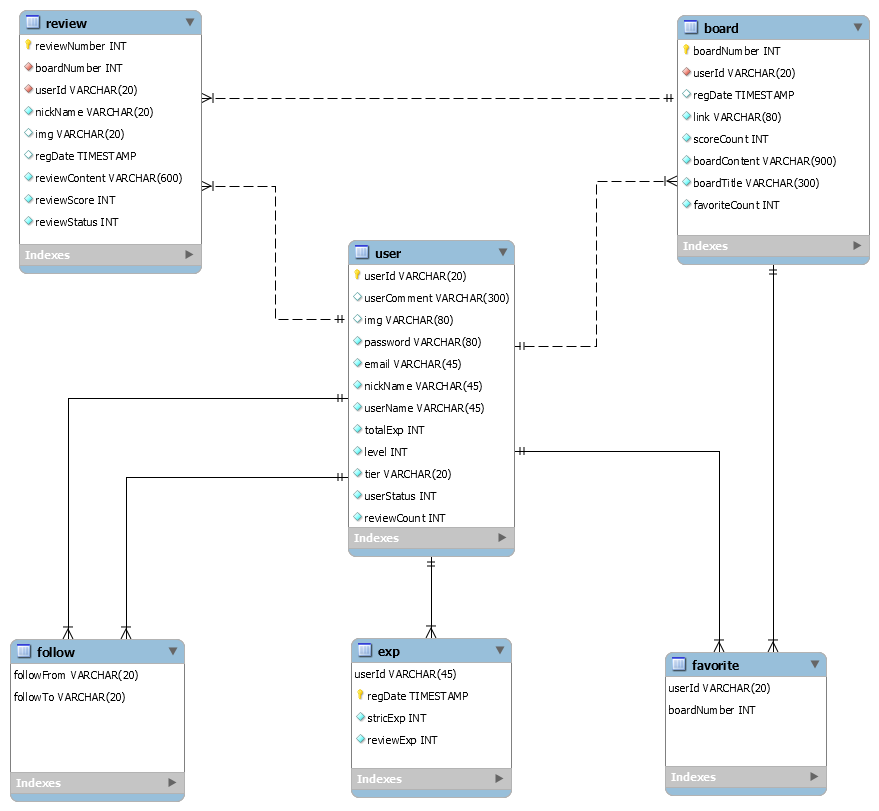 review
reviewNumber INT
boardNumber INT
userId VARCHAR(20)
nickName VARCHAR(20)
img VARCHAR(20)
regDate TIMESTAMP
reviewContent VARCHAR(600)
reviewScore INT
reviewStatus INT
Indexes
board
boardNumber INT
userId VARCHAR(20)
regDate TIMESTAMP
link VARCHAR(80)
scoreCount INT
boardContent VARCHAR(900)
boardTitle VARCHAR(300)
favoriteCount INT
Indexes
user
userId VARCHAR(20)
userComment VARCHAR(300)
img VARCHAR(80)
password VARCHAR(80)
email VARCHAR(45)
nickName VARCHAR(45)
userName VARCHAR(45)
totalExp INT
level INT
tier VARCHAR(20)
userStatus INT
reviewCount INT
Indexes
follow
followFrom VARCHAR(20)
followTo VARCHAR(20)
Indexes
exp
userId VARCHAR(45)
regDate TIMESTAMP
stricExp INT
reviewExp INT
Indexes
favorite
userId VARCHAR(20)
boardNumber INT
Indexes